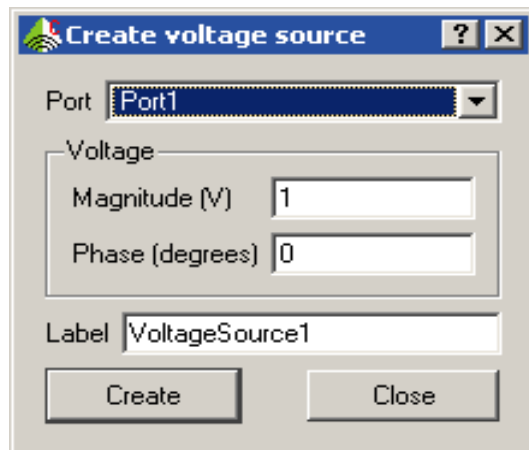 Create voltage source
Port Port1
Voltage
Magnitude (V) 1
Phase (degrees) 0
Label VoltageSource1
Create Close